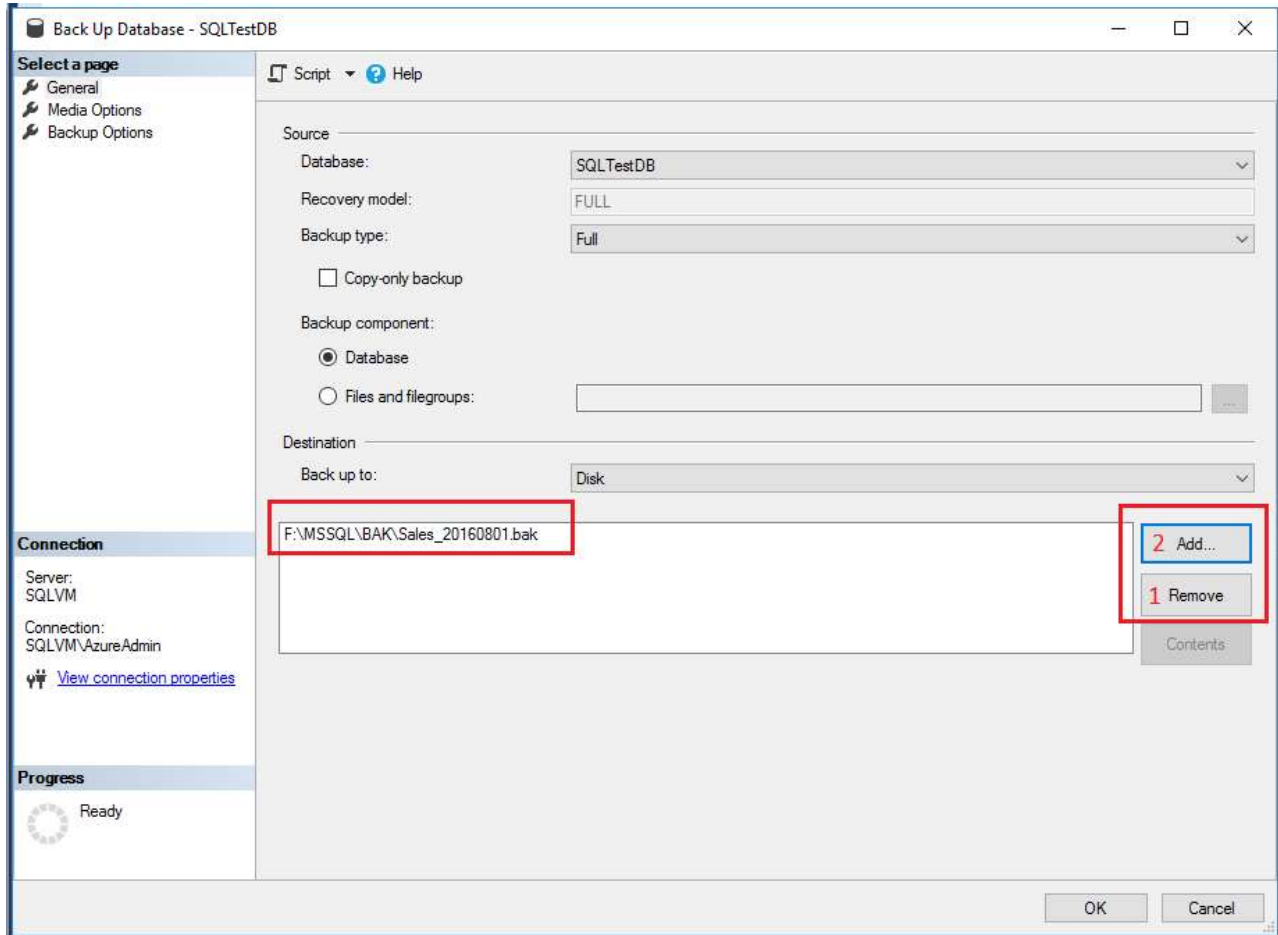 Back Up Database - SQLTestDB
Select a page
General
Media Options
Backup Options
Script
Help
Source
Database:
SQLTestDB
Recovery model:
FULL
Backup type:
Full
Copy-only backup
Backup component:
Database
Files and filegroups:
...
Destination
Back up to:
Disk
F:\MSSQL\BAK\Sales_20160801.bak
2 Add...
1 Remove
Contents
Connection
Server:
SQLVM
Connection:
SQLVM\AzureAdmin
View connection properties
Progress
Ready
OK
Cancel